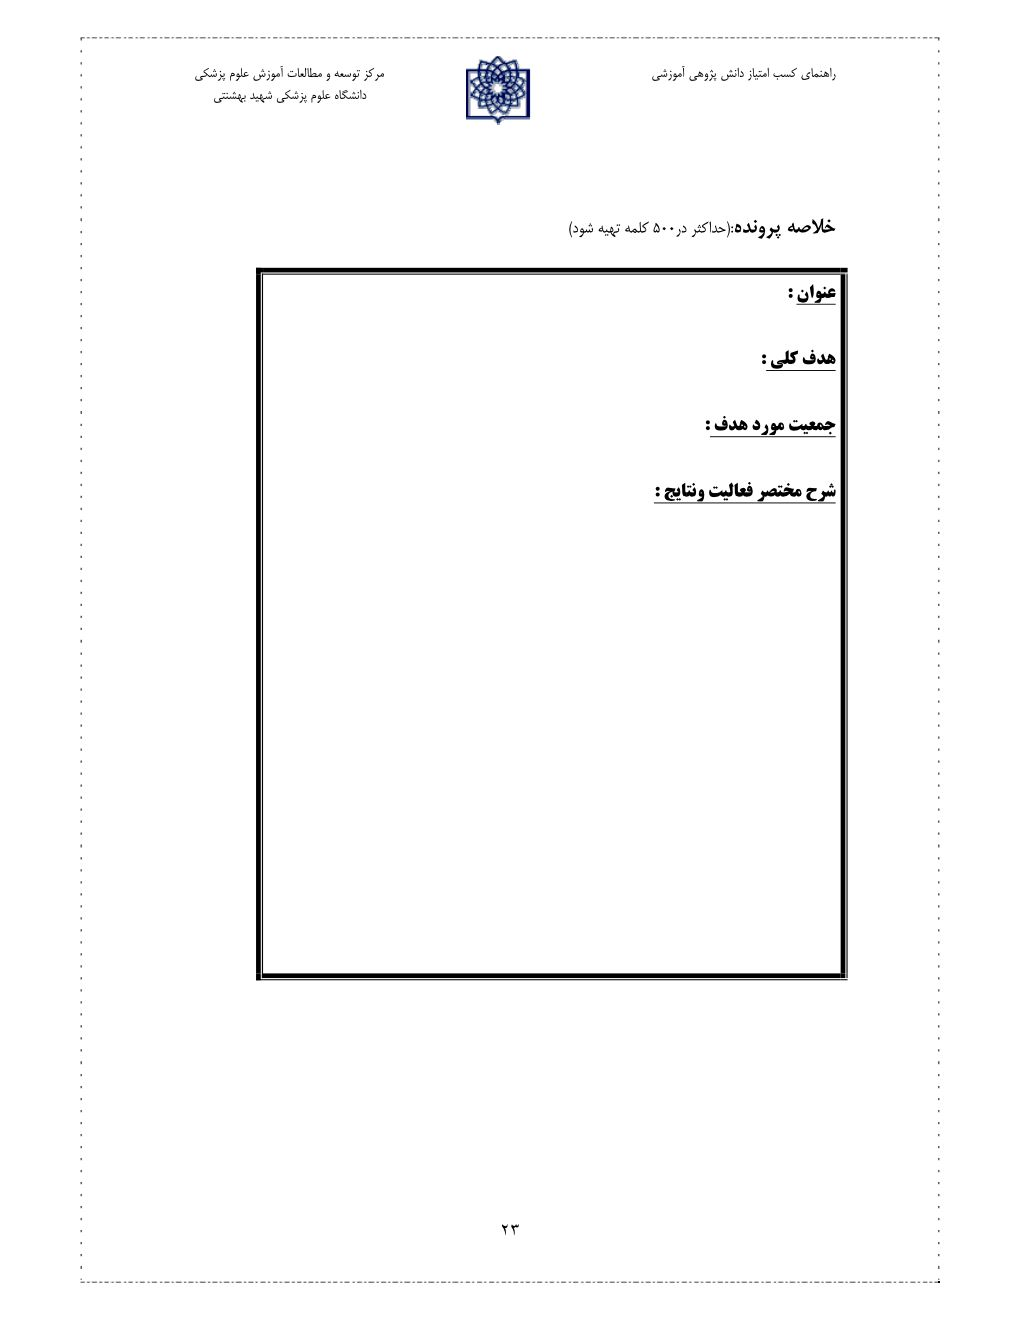 راهنمای کسب امتیاز دانش پژوهی آموزشی
مرکز توسعه و مطالعات آموزش علوم پزشکی
دانشگاه علوم پزشکی شهید بهشنتی
خلاصه پرونده:(حداکثر در۵۰۰ کلمه تهیه شود)
عنوان :
هدف کلی :
جمعیت مورد هدف :
شرح مختصر فعالیت ونتایج :
۲۳